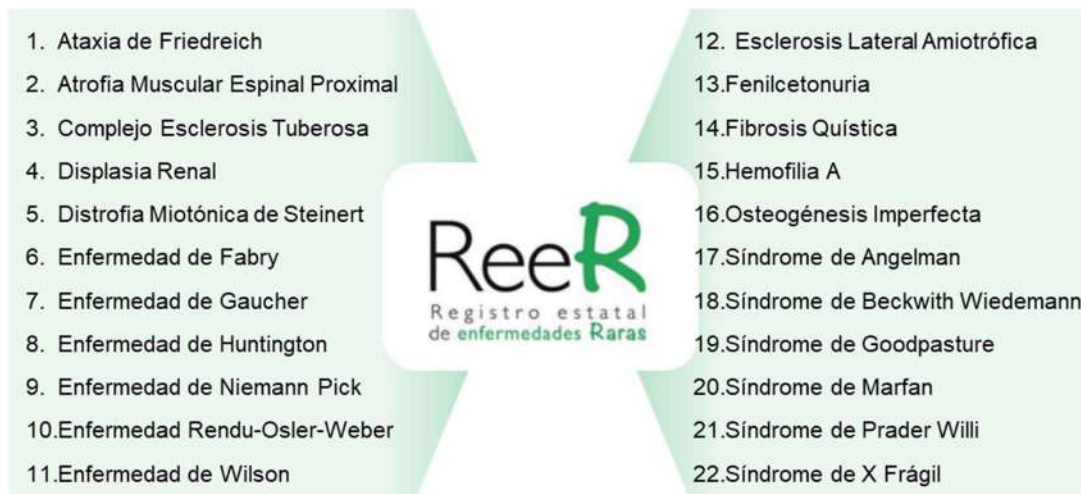 1. Ataxia de Friedreich
2. Atrofia Muscular Espinal Proximal
3. Complejo Esclerosis Tuberosa
4. Displasia Renal
5. Distrofia Miotónica de Steinert
6. Enfermedad de Fabry
7. Enfermedad de Gaucher
8. Enfermedad de Huntington
9. Enfermedad de Niemann Pick
10.Enfermedad Rendu-Osler-Weber
11.Enfermedad de Wilson
ReeR
Registro estatal
de enfermedades Raras
12. Esclerosis Lateral Amiotrófica
13.Fenilcetonuria
14.Fibrosis Quística
15.Hemofilia A
16.Osteogénesis Imperfecta
17.Síndrome de Angelman
18.Síndrome de Beckwith Wiedemann
19.Síndrome de Goodpasture
20.Síndrome de Marfan
21.Síndrome de Prader Willi
22.Síndrome de X Frágil